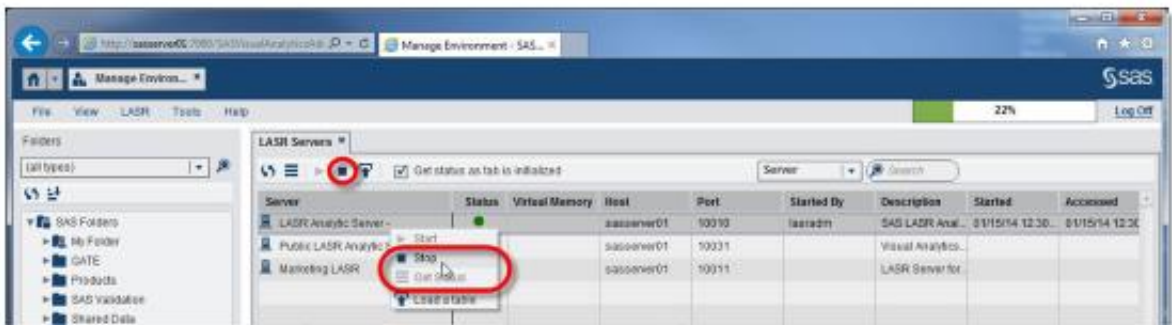 Manage Environment - SAS...
Manage Environ...
sas
File View LASR Tools Help
22%
Log Off
Folders
LASR Servers
(all types)
Get status as tab is initialized
Server
Search
Server Status Virtual Memory Host Port Started By Description Started Accessed
SAS Folders
LASR Analytic Server - sasserver01 10010 lasradm SAS LASR Anal... 01/15/14 12:30... 01/15/14 12:30
My Folder
Start
Public LASR Analytic sasserver01 10031 Visual Analytics...
GATE
Stop
Marketing LASR sasserver01 10011 LASR Server for...
Products
Get Status
SAS Validation
Load a table
Shared Data